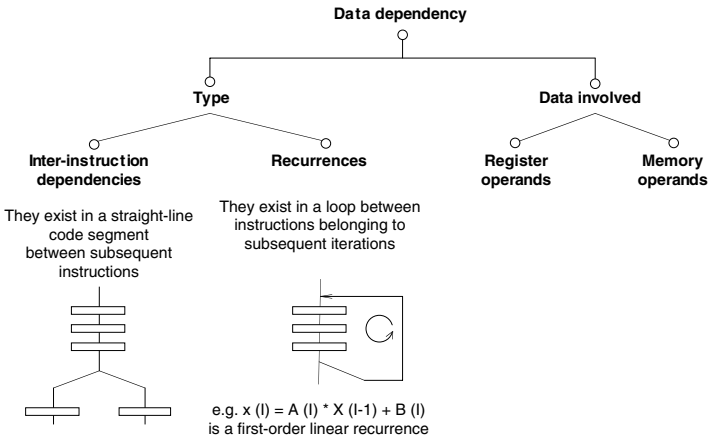 Data dependency
Type
Data involved
Inter-instruction
dependencies
Recurrences
Register
operands
Memory
operands
They exist in a straight-line
code segment
between subsequent
instructions
They exist in a loop between
instructions belonging to
subsequent iterations
e.g. x (I) = A (I) * X (I-1) + B (I)
is a first-order linear recurrence